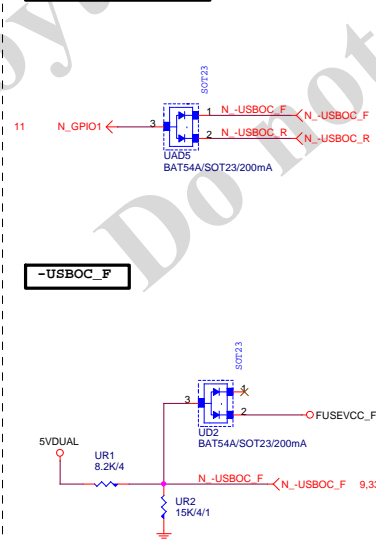 SOT23
1 N_-USBOC_F N_-USBOC_F
11 N_GPIO1 3
2 N_-USBOC_R N_-USBOC_R
UAD5
BAT54A/SOT23/200mA
Do not
-USBOC_F
SOT23
1
3
2 FUSEVCC_F
UD2
BAT54A/SOT23/200mA
5VDUAL
UR1
8.2K/4
N_-USBOC_F N_-USBOC_F
UR2
15K/4/1